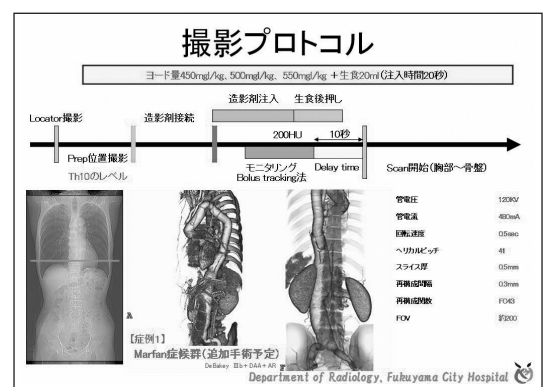 撮影プロトコル
ヨード量450mgI/kg、500mgI/kg、550mgI/kg +生食20ml(注入時間20秒)
造影剤注入 生食後押し
Locator撮影 造影剤接続
200HU 10秒
Prep位置撮影 モニタリング Delay time Scan開始(胸部～骨盤)
Th10のレベル Bolus tracking法
管電圧 120KV
管電流 480mA
回転速度 0.5sec
ヘリカルピッチ 41
スライス厚 0.5mm
再構成間隔 0.3mm
再構成関数 FC43
FOV 約200
A
【症例1】
Marfan症候群(追加手術予定)
DeBakey Ⅲb+DAA+AR
Department of Radiology, Fukuyama City Hospital